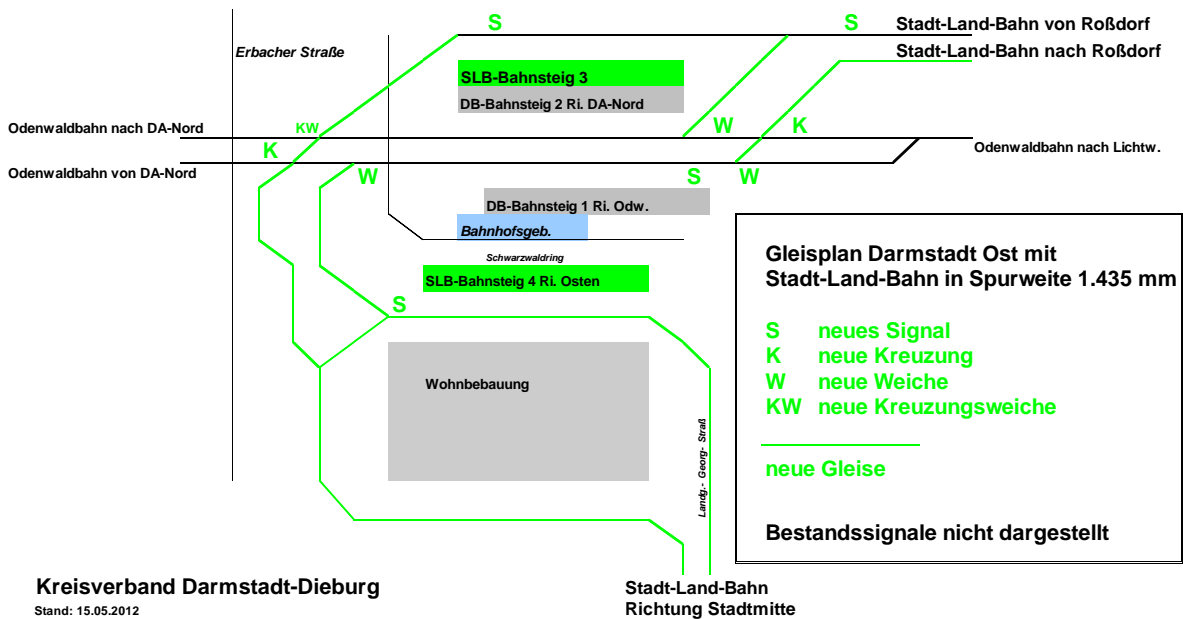 S
S
Stadt-Land-Bahn von Roßdorf
Erbacher Straße
Stadt-Land-Bahn nach Roßdorf
SLB-Bahnsteig 3
DB-Bahnsteig 2 Ri. DA-Nord
Odenwaldbahn nach DA-Nord
KW
W
K
K
Odenwaldbahn nach Lichtw.
Odenwaldbahn von DA-Nord
W
S
W
DB-Bahnsteig 1 Ri. Odw.
Bahnhofsgeb.
Schwarzwaldring
SLB-Bahnsteig 4 Ri. Osten
S
Wohnbebauung
Landg.- Georg- Straß
Gleisplan Darmstadt Ost mit
Stadt-Land-Bahn in Spurweite 1.435 mm
S neues Signal
K neue Kreuzung
W neue Weiche
KW neue Kreuzungsweiche
neue Gleise
Bestandssignale nicht dargestellt
Kreisverband Darmstadt-Dieburg
Stand: 15.05.2012
Stadt-Land-Bahn
Richtung Stadtmitte